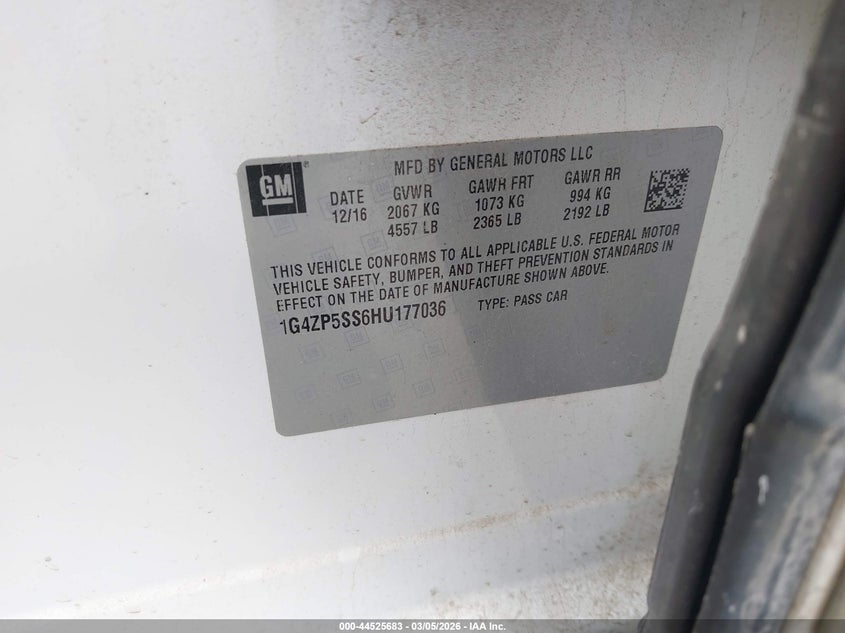 GM
MFD BY GENERAL MOTORS LLC
DATE GVWR GAWR FRT GAWR RR
12/16 2067 KG 1073 KG 994 KG
4557 LB 2365 LB 2192 LB
THIS VEHICLE CONFORMS TO ALL APPLICABLE U.S. FEDERAL MOTOR
VEHICLE SAFETY, BUMPER, AND THEFT PREVENTION STANDARDS IN
EFFECT ON THE DATE OF MANUFACTURE SHOWN ABOVE.
1G4ZP5SS6HU177036 TYPE: PASS CAR
000-44525683 - 03/05/2026 - IAA Inc.